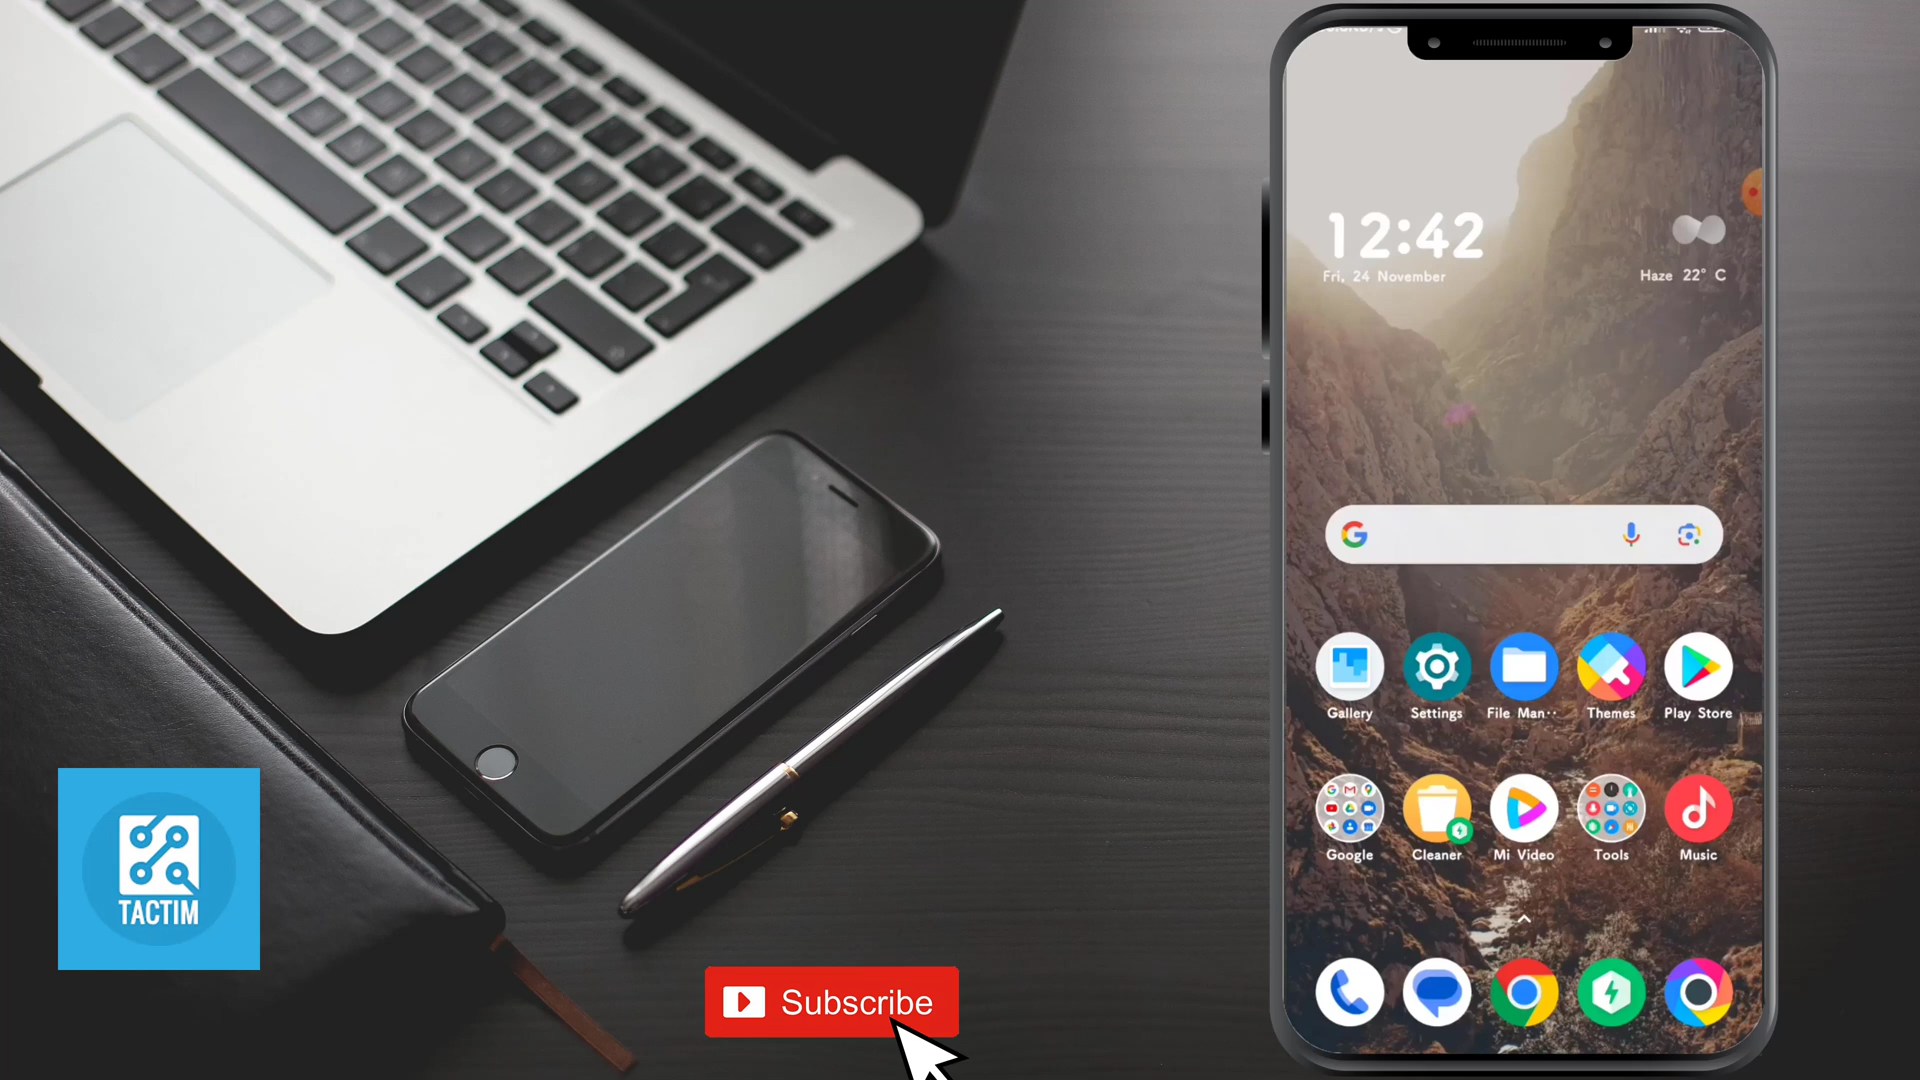 12:42
Fri, 24 November
Haze 22° C
Gallery
Settings
File Man··
Themes
Play Store
Google
Cleaner
Mi Video
Tools
Music
TACTIM
Subscribe